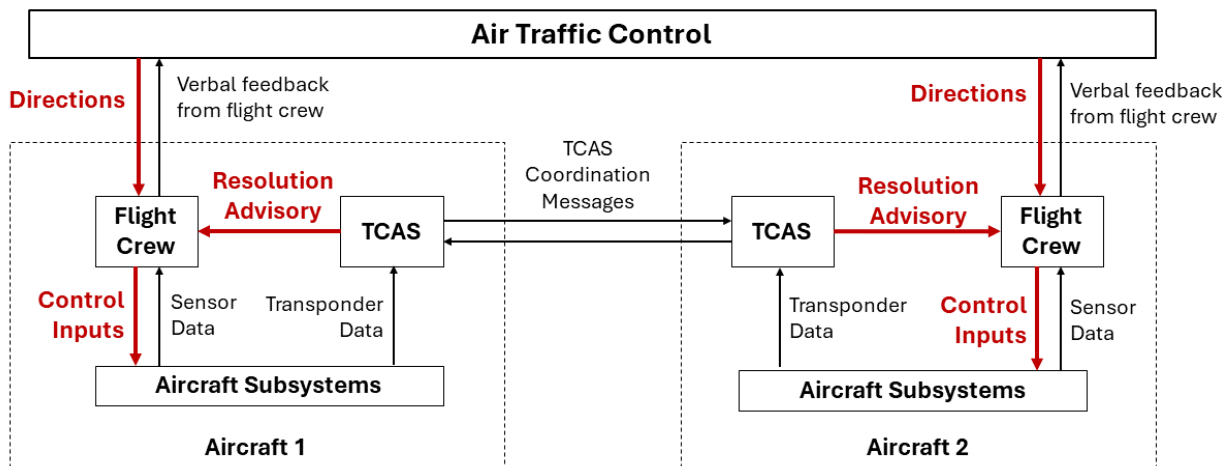 Air Traffic Control
Directions
Verbal feedback
from flight crew
Directions
Verbal feedback
from flight crew
TCAS
Coordination
Messages
Resolution
Advisory
Flight
Crew
TCAS
Control
Inputs
Sensor
Data
Transponder
Data
Aircraft Subsystems
Aircraft 1
Resolution
Advisory
TCAS
Flight
Crew
Transponder
Data
Control
Inputs
Sensor
Data
Aircraft Subsystems
Aircraft 2